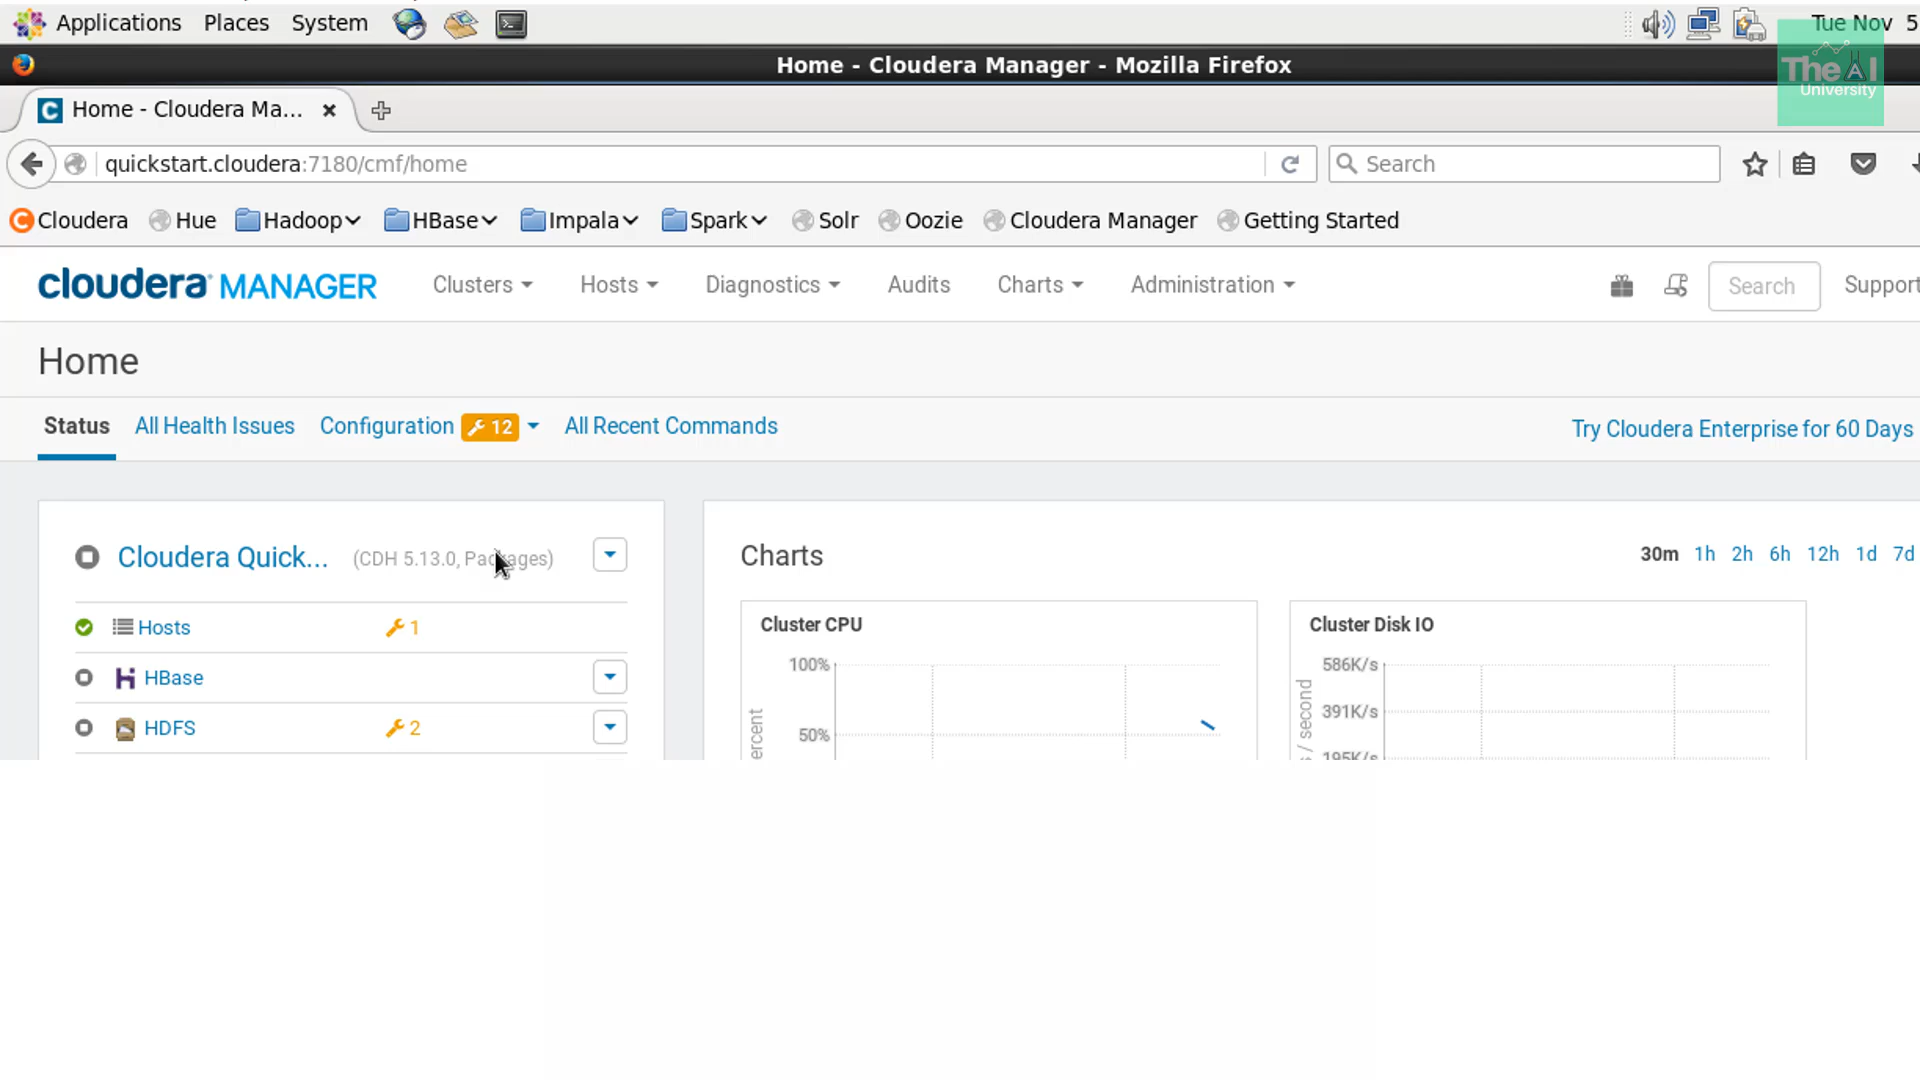 Applications Places System
Tue Nov 5
Home - Cloudera Manager - Mozilla Firefox
The AI
University
Home - Cloudera Ma...
quickstart.cloudera:7180/cmf/home
Search
Cloudera Hue Hadoop HBase Impala Spark Solr Oozie Cloudera Manager Getting Started
cloudera MANAGER Clusters Hosts Diagnostics Audits Charts Administration Search Support
Home
Status All Health Issues Configuration 12 All Recent Commands
Try Cloudera Enterprise for 60 Days
Cloudera Quick... (CDH 5.13.0, Packages)
Hosts 1
HBase
HDFS 2
Charts
30m 1h 2h 6h 12h 1d 7d
Cluster CPU
100%
50%
Cluster Disk IO
586K/s
391K/s
195K/s
/ second